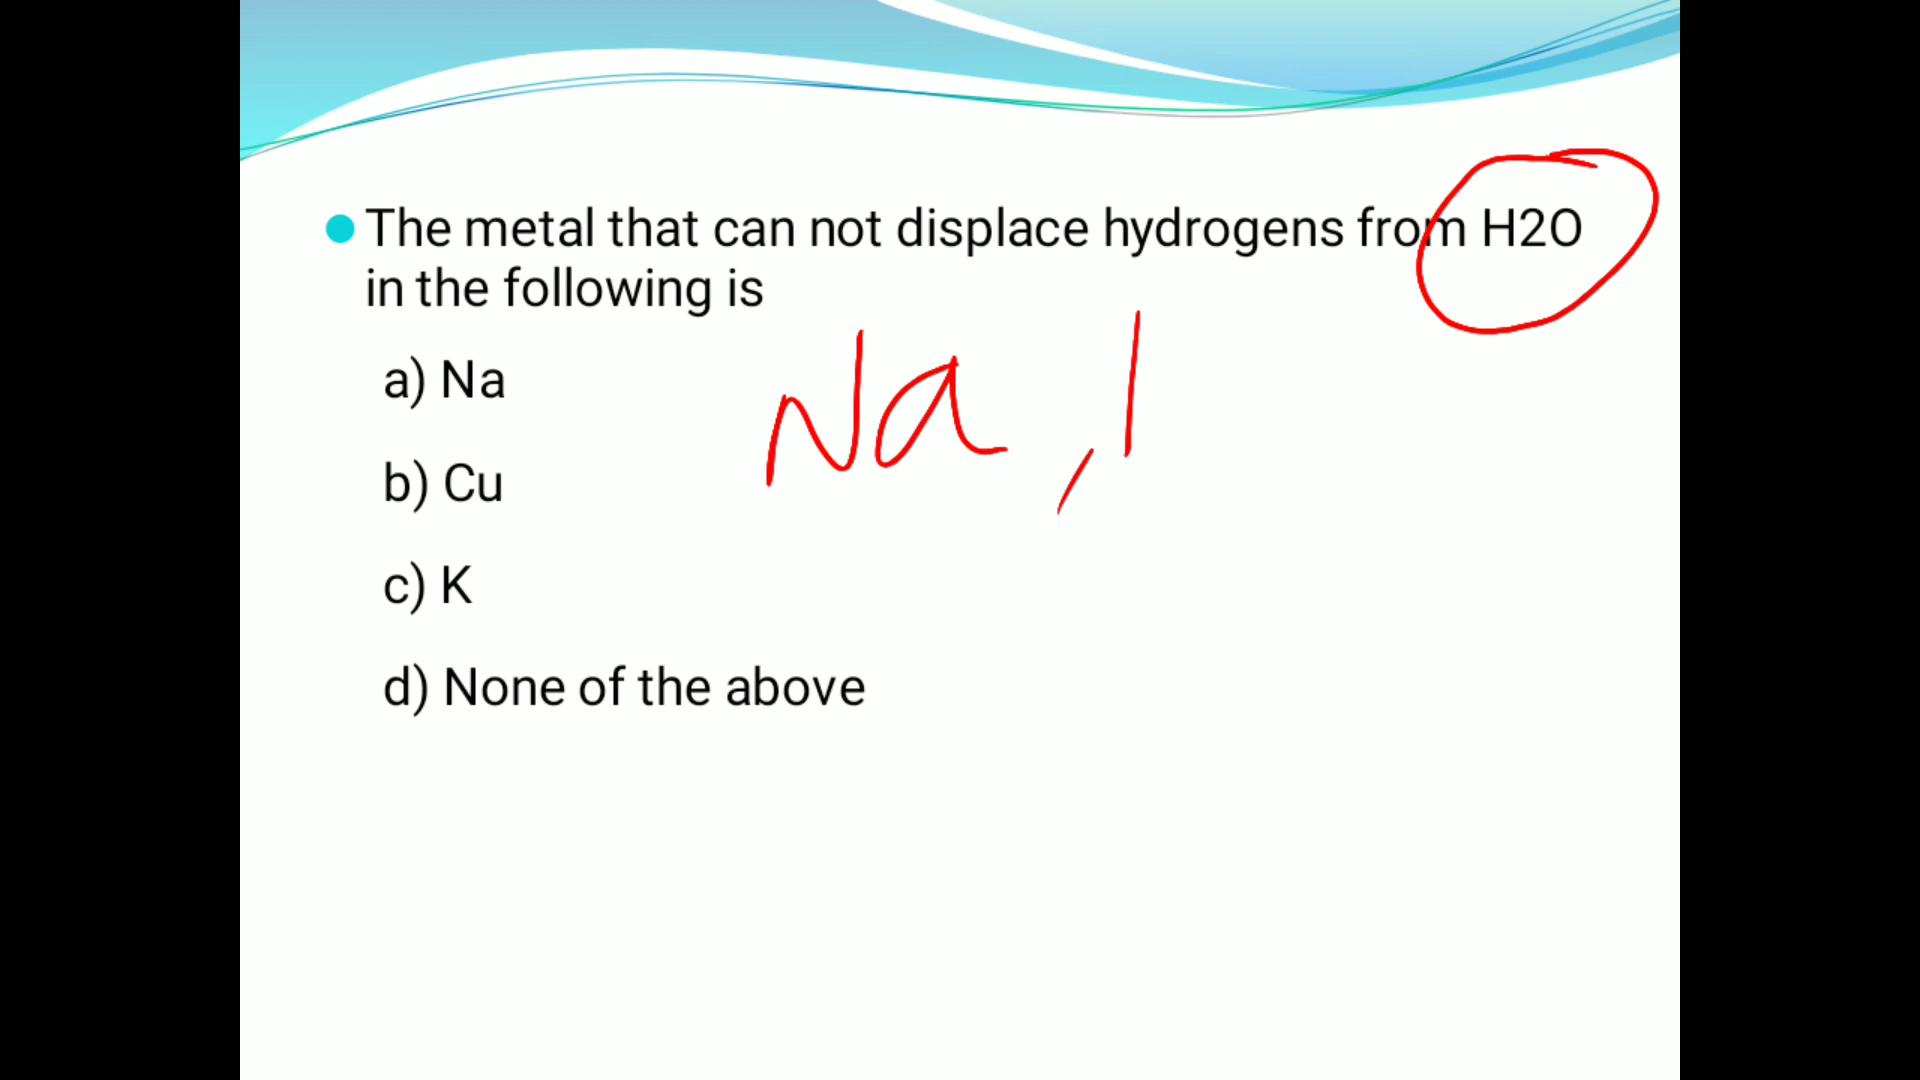 The metal that can not displace hydrogens from H2O
in the following is
a) Na
Na , l
b) Cu
c) K
d) None of the above